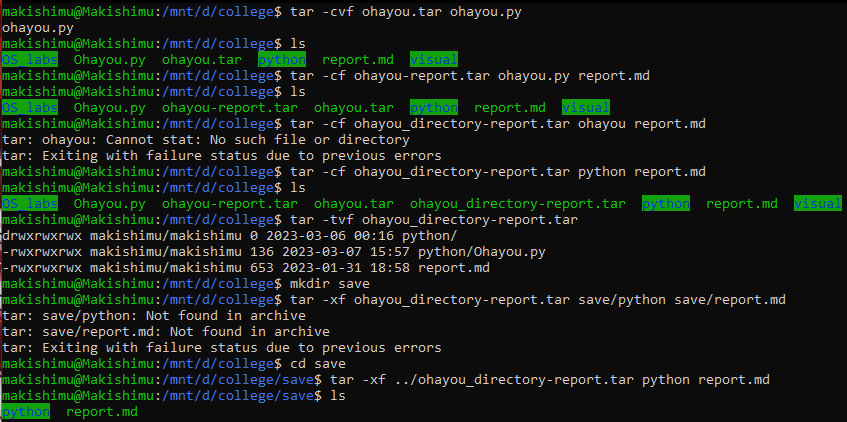 makishimu@Makishimu:/mnt/d/college$ tar -cvf ohayou.tar ohayou.py
ohayou.py
makishimu@Makishimu:/mnt/d/college$ ls
OS_labs  Ohayou.py  ohayou.tar  python  report.md  visual
makishimu@Makishimu:/mnt/d/college$ tar -cf ohayou-report.tar ohayou.py report.md
makishimu@Makishimu:/mnt/d/college$ ls
OS_labs  Ohayou.py  ohayou-report.tar  ohayou.tar  python  report.md  visual
makishimu@Makishimu:/mnt/d/college$ tar -cf ohayou_directory-report.tar ohayou report.md
tar: ohayou: Cannot stat: No such file or directory
tar: Exiting with failure status due to previous errors
makishimu@Makishimu:/mnt/d/college$ tar -cf ohayou_directory-report.tar python report.md
makishimu@Makishimu:/mnt/d/college$ ls
OS_labs  Ohayou.py  ohayou-report.tar  ohayou.tar  ohayou_directory-report.tar  python  report.md  visual
makishimu@Makishimu:/mnt/d/college$ tar -tvf ohayou_directory-report.tar
drwxrwxrwx makishimu/makishimu 0 2023-03-06 00:16 python/
-rwxrwxrwx makishimu/makishimu 136 2023-03-07 15:57 python/Ohayou.py
-rwxrwxrwx makishimu/makishimu 653 2023-01-31 18:58 report.md
makishimu@Makishimu:/mnt/d/college$ mkdir save
makishimu@Makishimu:/mnt/d/college$ tar -xf ohayou_directory-report.tar save/python save/report.md
tar: save/python: Not found in archive
tar: save/report.md: Not found in archive
tar: Exiting with failure status due to previous errors
makishimu@Makishimu:/mnt/d/college$ cd save
makishimu@Makishimu:/mnt/d/college/save$ tar -xf ../ohayou_directory-report.tar python report.md
makishimu@Makishimu:/mnt/d/college/save$ ls
python  report.md